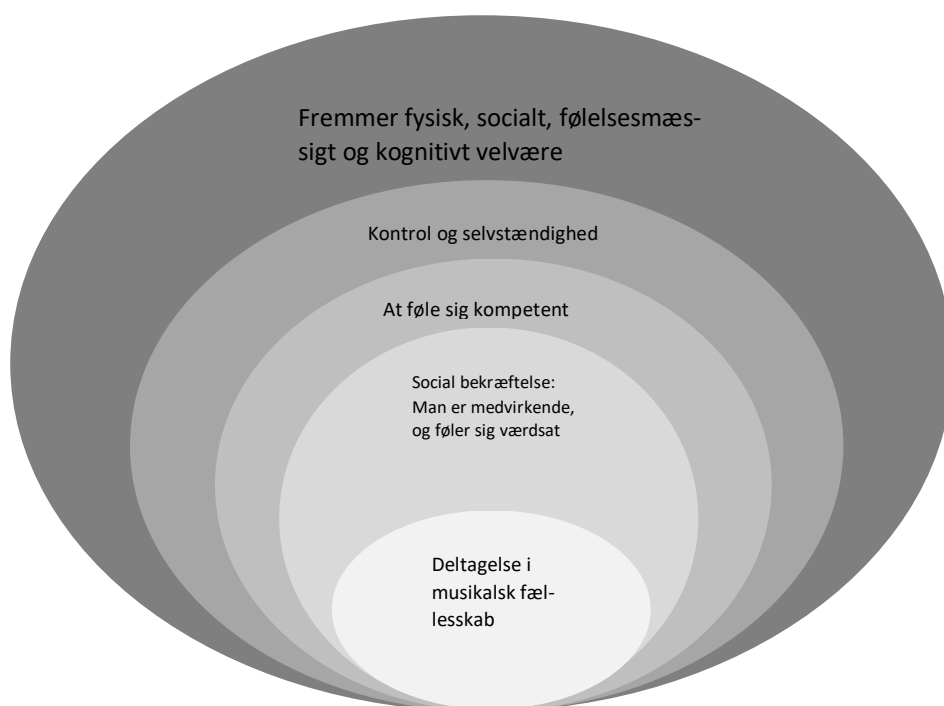 Fremmer fysisk, socialt, følelsesmæs-
sigt og kognitivt velvære
Kontrol og selvstændighed
At føle sig kompetent
Social bekræftelse:
Man er medvirkende,
og føler sig værdsat
Deltagelse i
musikalsk fæl-
lesskab